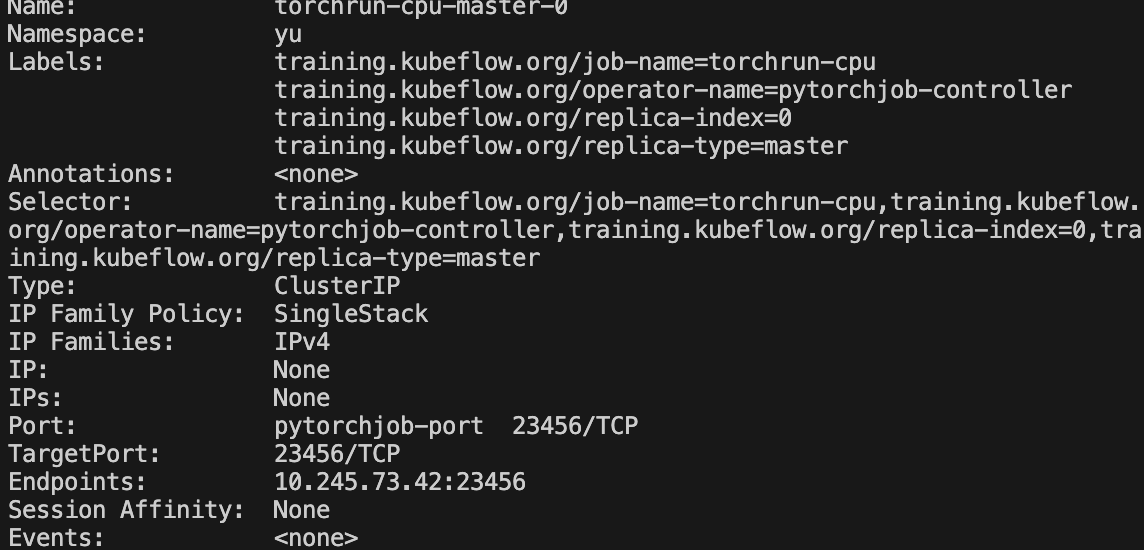 Name:             torchrun-cpu-master-0
Namespace:        yu
Labels:           training.kubeflow.org/job-name=torchrun-cpu
                  training.kubeflow.org/operator-name=pytorchjob-controller
                  training.kubeflow.org/replica-index=0
                  training.kubeflow.org/replica-type=master
Annotations:      <none>
Selector:         training.kubeflow.org/job-name=torchrun-cpu,training.kubeflow.
org/operator-name=pytorchjob-controller,training.kubeflow.org/replica-index=0,tra
ining.kubeflow.org/replica-type=master
Type:             ClusterIP
IP Family Policy: SingleStack
IP Families:      IPv4
IP:               None
IPs:              None
Port:             pytorchjob-port  23456/TCP
TargetPort:       23456/TCP
Endpoints:        10.245.73.42:23456
Session Affinity: None
Events:           <none>